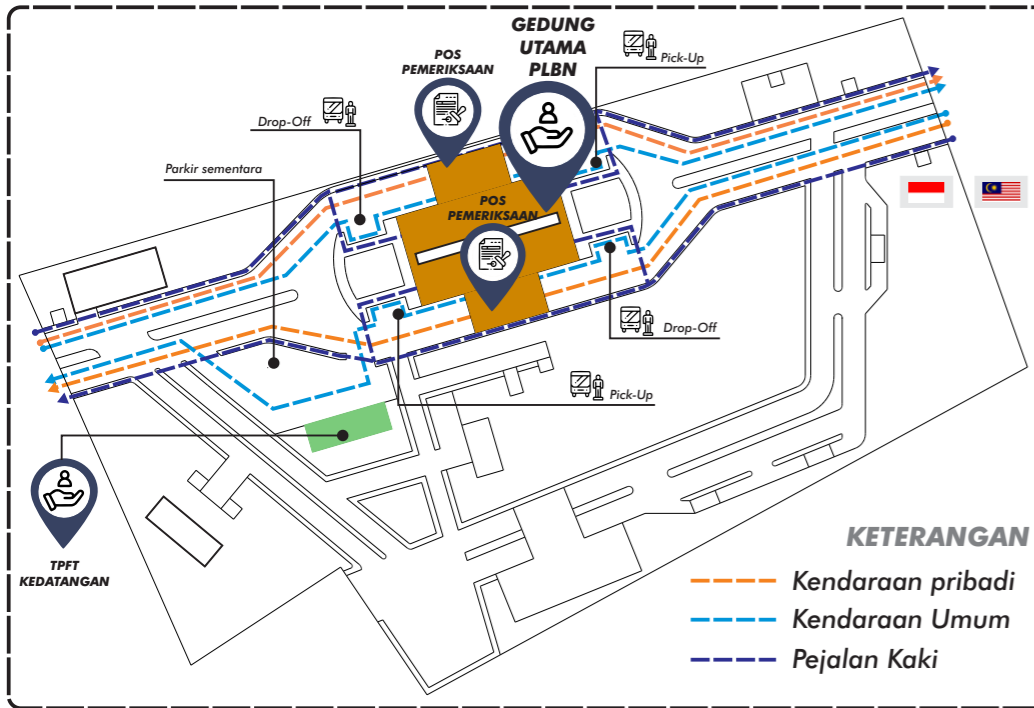 GEDUNG
UTAMA
PLBN
POS
PEMERIKSAAN
Pick-Up
Drop-Off
Parkir sementara
POS
PEMERIKSAAN
Drop-Off
Pick-Up
TPFT
KEDATANGAN
KETERANGAN
Kendaraan pribadi
Kendaraan Umum
Pejalan Kaki